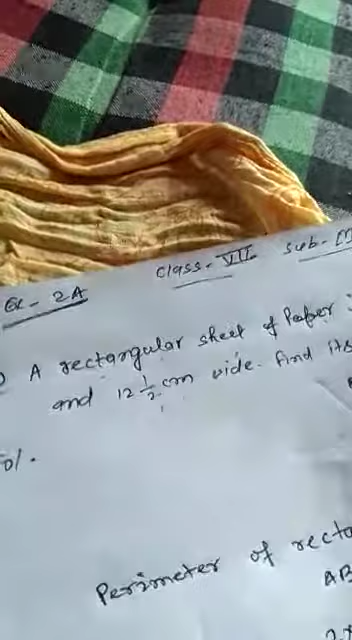 Ex - 2A Class - VII Sub -
A rectangular sheet of Paper
and 12 1/2 cm wide. find its
Sol.
Perimeter of
AB